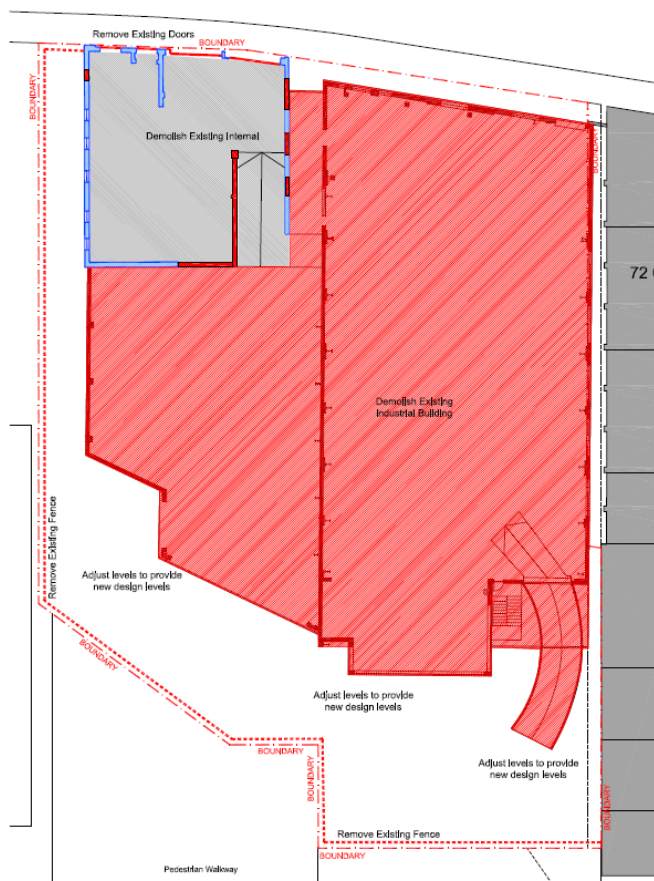 Remove Existing Doors
BOUNDARY
BOUNDARY
Demolish Existing Internal
BOUNDARY
72
Demolish Existing
Industrial Building
Remove Existing Fence
Adjust levels to provide
new design levels
BOUNDARY
Adjust levels to provide
new design levels
BOUNDARY
Adjust levels to provide
new design levels
BOUNDARY
BOUNDARY
Remove Existing Fence
BOUNDARY
Pedestrian Walkway